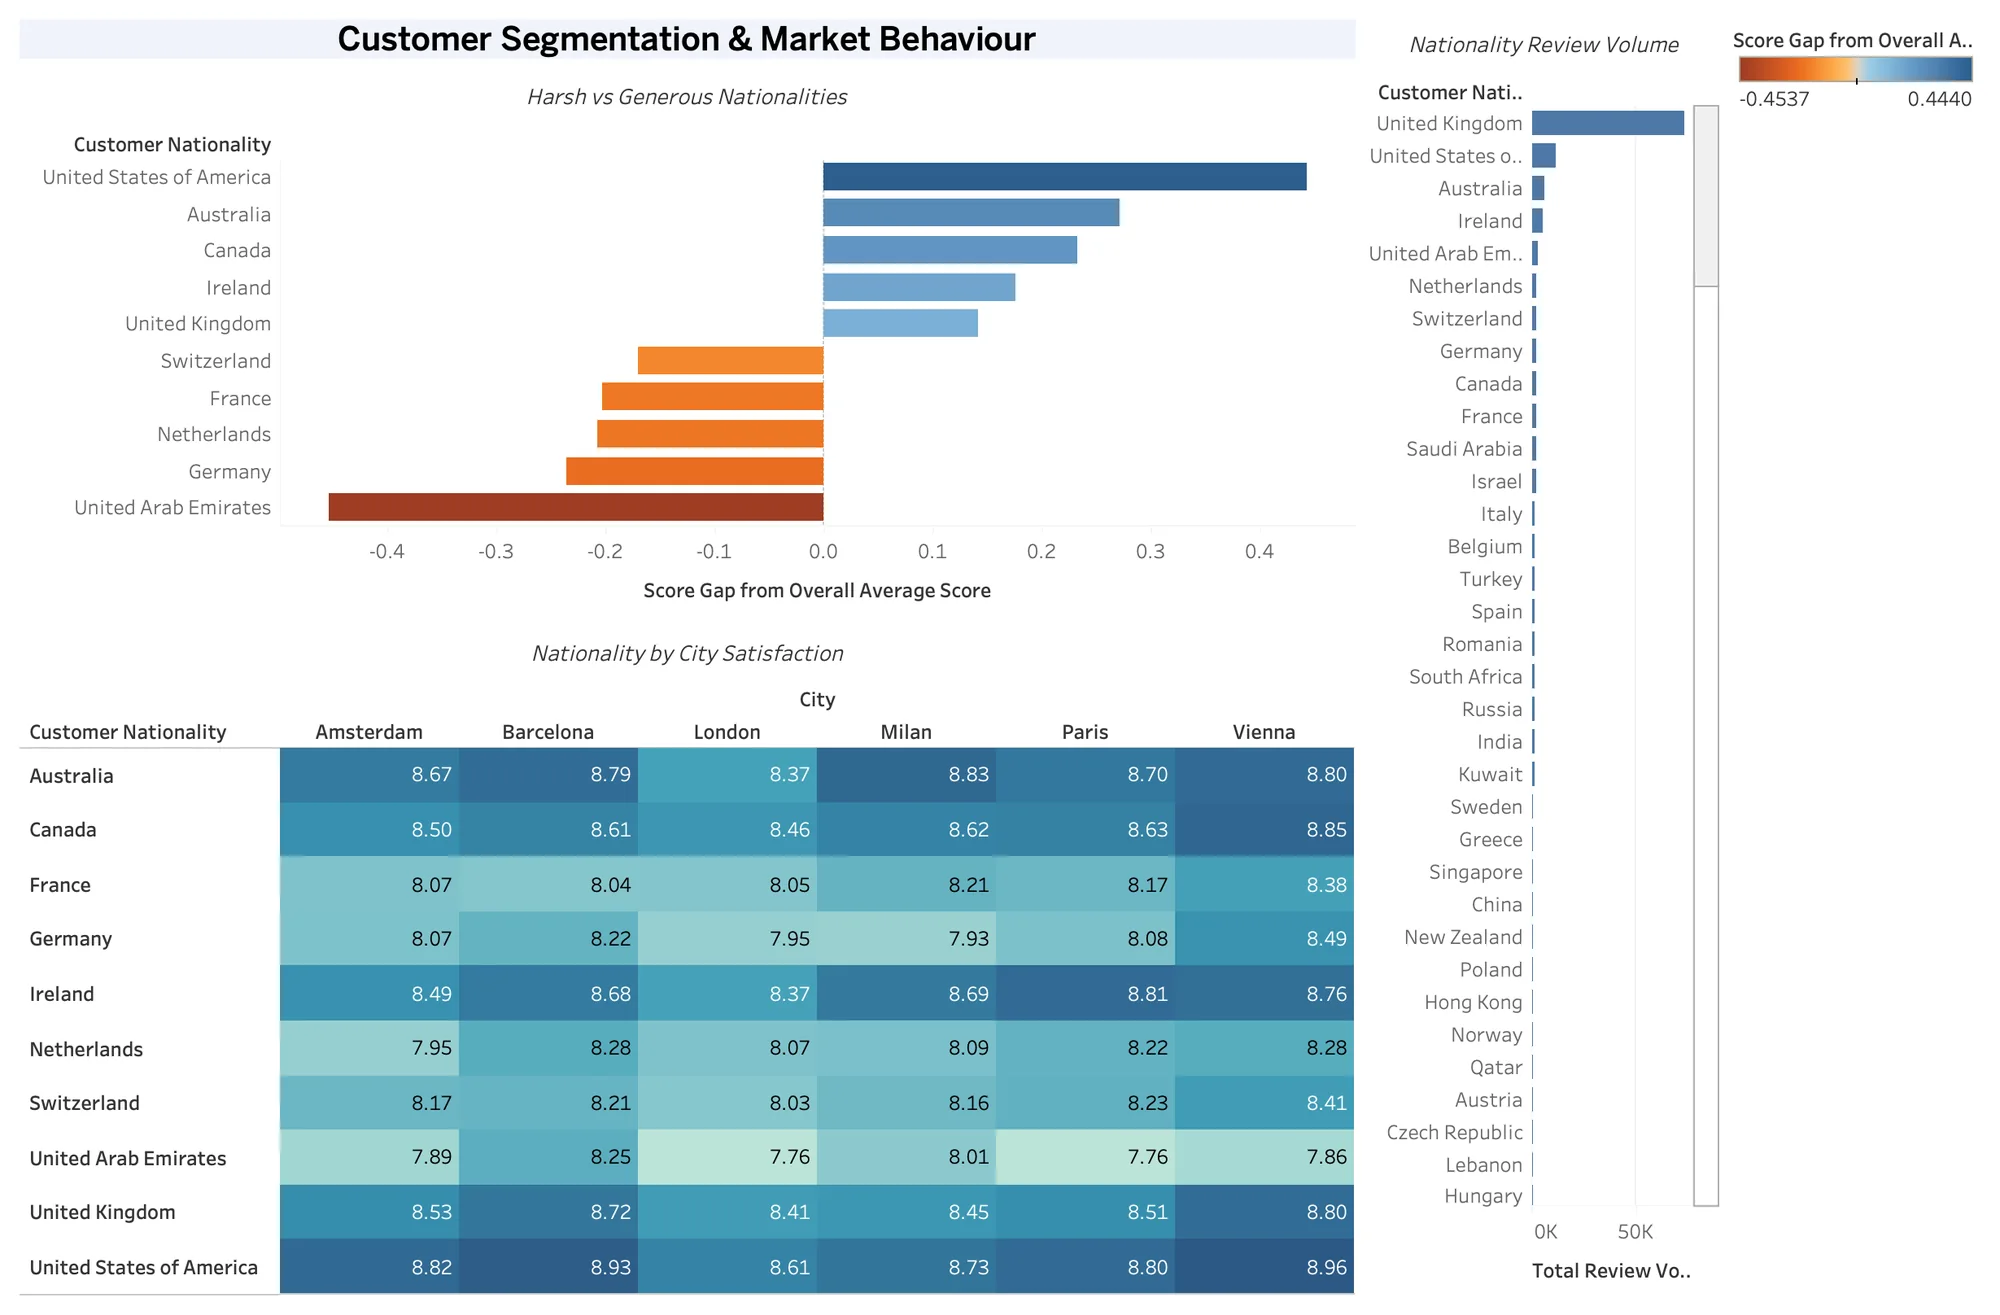 Customer Segmentation & Market Behaviour
Harsh vs Generous Nationalities
Customer Nationality
United States of America
Australia
Canada
Ireland
United Kingdom
Switzerland
France
Netherlands
Germany
United Arab Emirates
-0.4 -0.3 -0.2 -0.1 0.0 0.1 0.2 0.3 0.4
Score Gap from Overall Average Score
Nationality by City Satisfaction
City
Customer Nationality Amsterdam Barcelona London Milan Paris Vienna
Australia 8.67 8.79 8.37 8.83 8.70 8.80
Canada 8.50 8.61 8.46 8.62 8.63 8.85
France 8.07 8.04 8.05 8.21 8.17 8.38
Germany 8.07 8.22 7.95 7.93 8.08 8.49
Ireland 8.49 8.68 8.37 8.69 8.81 8.76
Netherlands 7.95 8.28 8.07 8.09 8.22 8.28
Switzerland 8.17 8.21 8.03 8.16 8.23 8.41
United Arab Emirates 7.89 8.25 7.76 8.01 7.76 7.86
United Kingdom 8.53 8.72 8.41 8.45 8.51 8.80
United States of America 8.82 8.93 8.61 8.73 8.80 8.96
Nationality Review Volume
Customer Nati..
United Kingdom
United States o..
Australia
Ireland
United Arab Em..
Netherlands
Switzerland
Germany
Canada
France
Saudi Arabia
Israel
Italy
Belgium
Turkey
Spain
Romania
South Africa
Russia
India
Kuwait
Sweden
Greece
Singapore
China
New Zealand
Poland
Hong Kong
Norway
Qatar
Austria
Czech Republic
Lebanon
Hungary
0K 50K
Total Review Vo..
Score Gap from Overall A..
-0.4537 0.4440